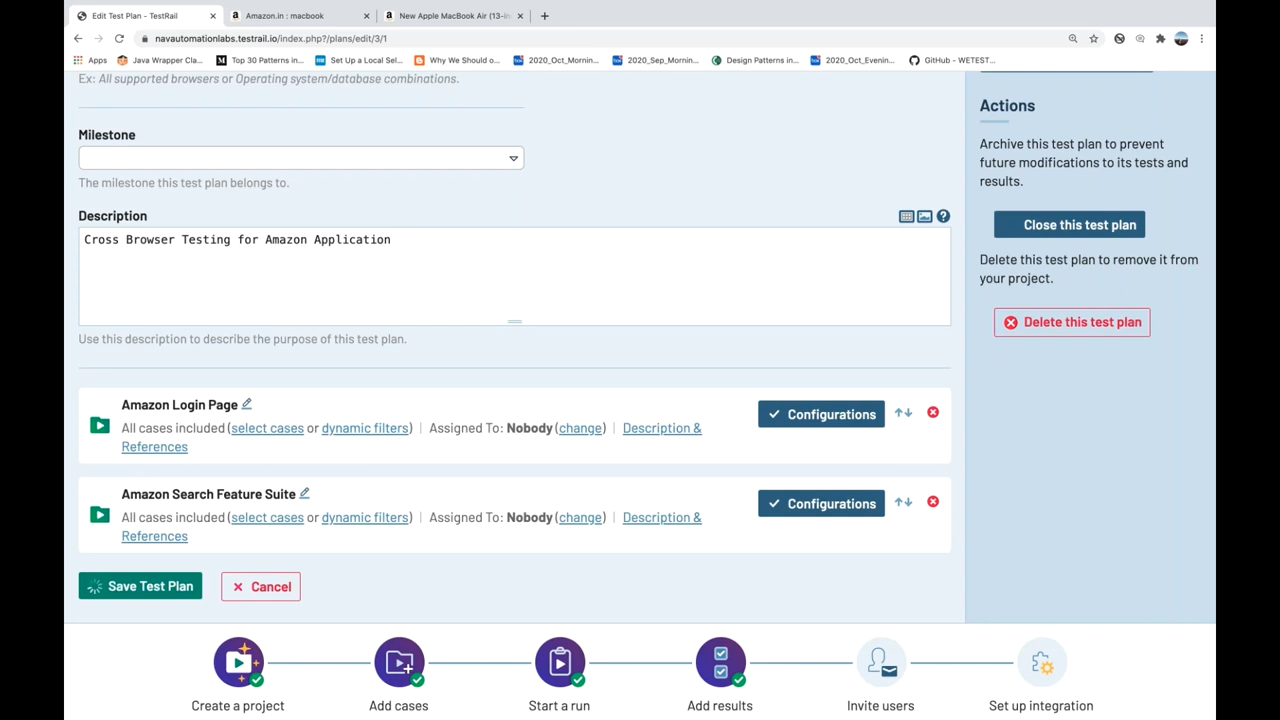 Edit Test Plan - TestRail
Amazon.in : macbook
New Apple MacBook Air (13-in
navautomationlabs.testrail.io/index.php?/plans/edit/3/1
Apps
Java Wrapper Cla...
Top 30 Patterns in...
Set Up a Local Sel...
Why We Should o...
2020_Oct_Mornin...
2020_Sep_Mornin...
Design Patterns in...
2020_Oct_Evenin...
GitHub - WETEST...
Ex: All supported browsers or Operating system/database combinations.
Milestone
The milestone this test plan belongs to.
Description
Cross Browser Testing for Amazon Application
Use this description to describe the purpose of this test plan.
Amazon Login Page
All cases included (select cases or dynamic filters) | Assigned To: Nobody (change) | Description &
References
Configurations
Amazon Search Feature Suite
All cases included (select cases or dynamic filters) | Assigned To: Nobody (change) | Description &
References
Configurations
Save Test Plan
Cancel
Actions
Archive this test plan to prevent
future modifications to its tests and
results.
Close this test plan
Delete this test plan to remove it from
your project.
Delete this test plan
Create a project
Add cases
Start a run
Add results
Invite users
Set up integration